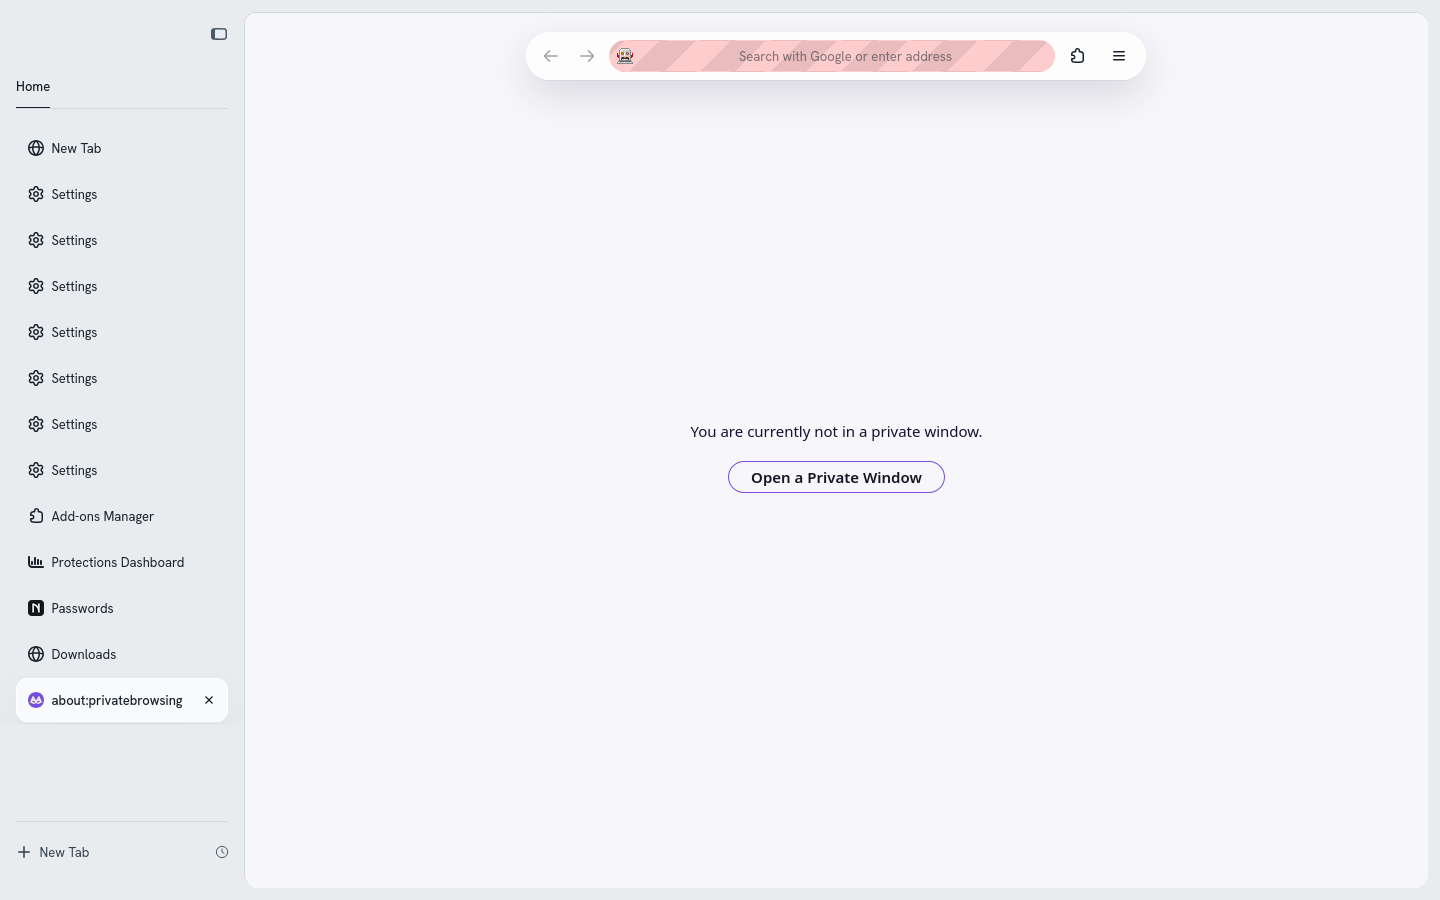 Home
New Tab
Settings
Settings
Settings
Settings
Settings
Settings
Settings
Add-ons Manager
Protections Dashboard
Passwords
Downloads
about:privatebrowsing
New Tab
Search with Google or enter address
You are currently not in a private window.
Open a Private Window